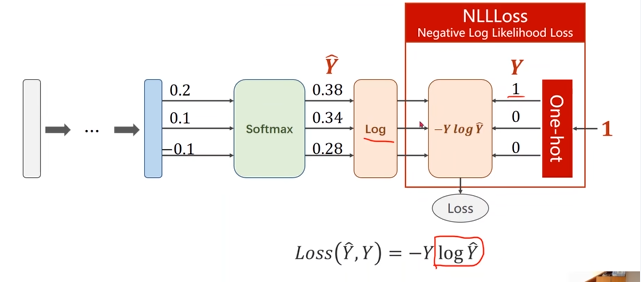 NLLLoss
Negative Log Likelihood Loss
Ŷ
Y
0.2
0.38
1
0.1
0.34
0
−0.1
0.28
0
...
Softmax
Log
−Y log Ŷ
One-hot
1
Loss
Loss(Ŷ, Y) = −Y log Ŷ